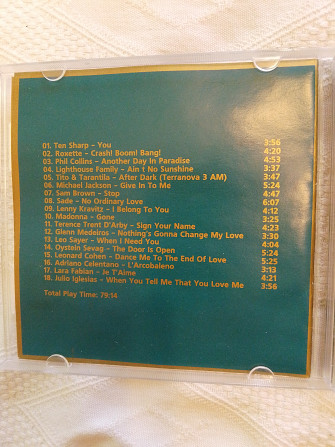 01. Ten Sharp – You 3:56
02. Roxette – Crash! Boom! Bang! 4:20
03. Phil Collins – Another Day In Paradise 4:53
04. Lighthouse Family – Ain t No Sunshine 3:37
05. Tito & Tarantula – After Dark (Terranova 3 AM) 3:47
06. Michael Jackson – Give In To Me 5:24
07. Sam Brown – Stop 4:47
08. Sade – No Ordinary Love 6:07
09. Lenny Kravitz – I Belong To You 4:12
10. Madonna – Gone 3:25
11. Terence Trent D'Arby – Sign Your Name 4:23
12. Glenn Medeiros – Nothing's Gonna Change My Love 3:30
13. Leo Sayer – When I Need You 4:04
14. Oystein Sevag – The Door Is Open 5:24
15. Leonard Cohen – Dance Me To The End Of Love 5:25
16. Adriano Celentano – L'Arcobaleno 3:13
17. Lara Fabian – Je T'Aime 4:21
18. Julio Iglesias – When You Tell Me That You Love Me 3:56
Total Play Time: 79:14